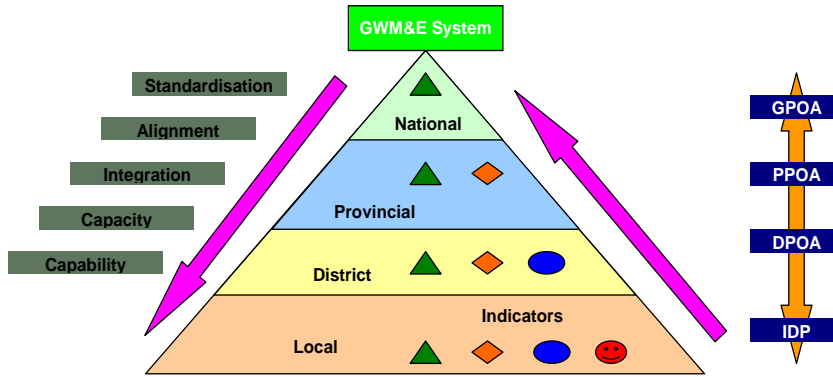 GWM&E System
Standardisation
Alignment
Integration
Capacity
Capability
National
Provincial
District
Indicators
Local
GPOA
PPOA
DPOA
IDP